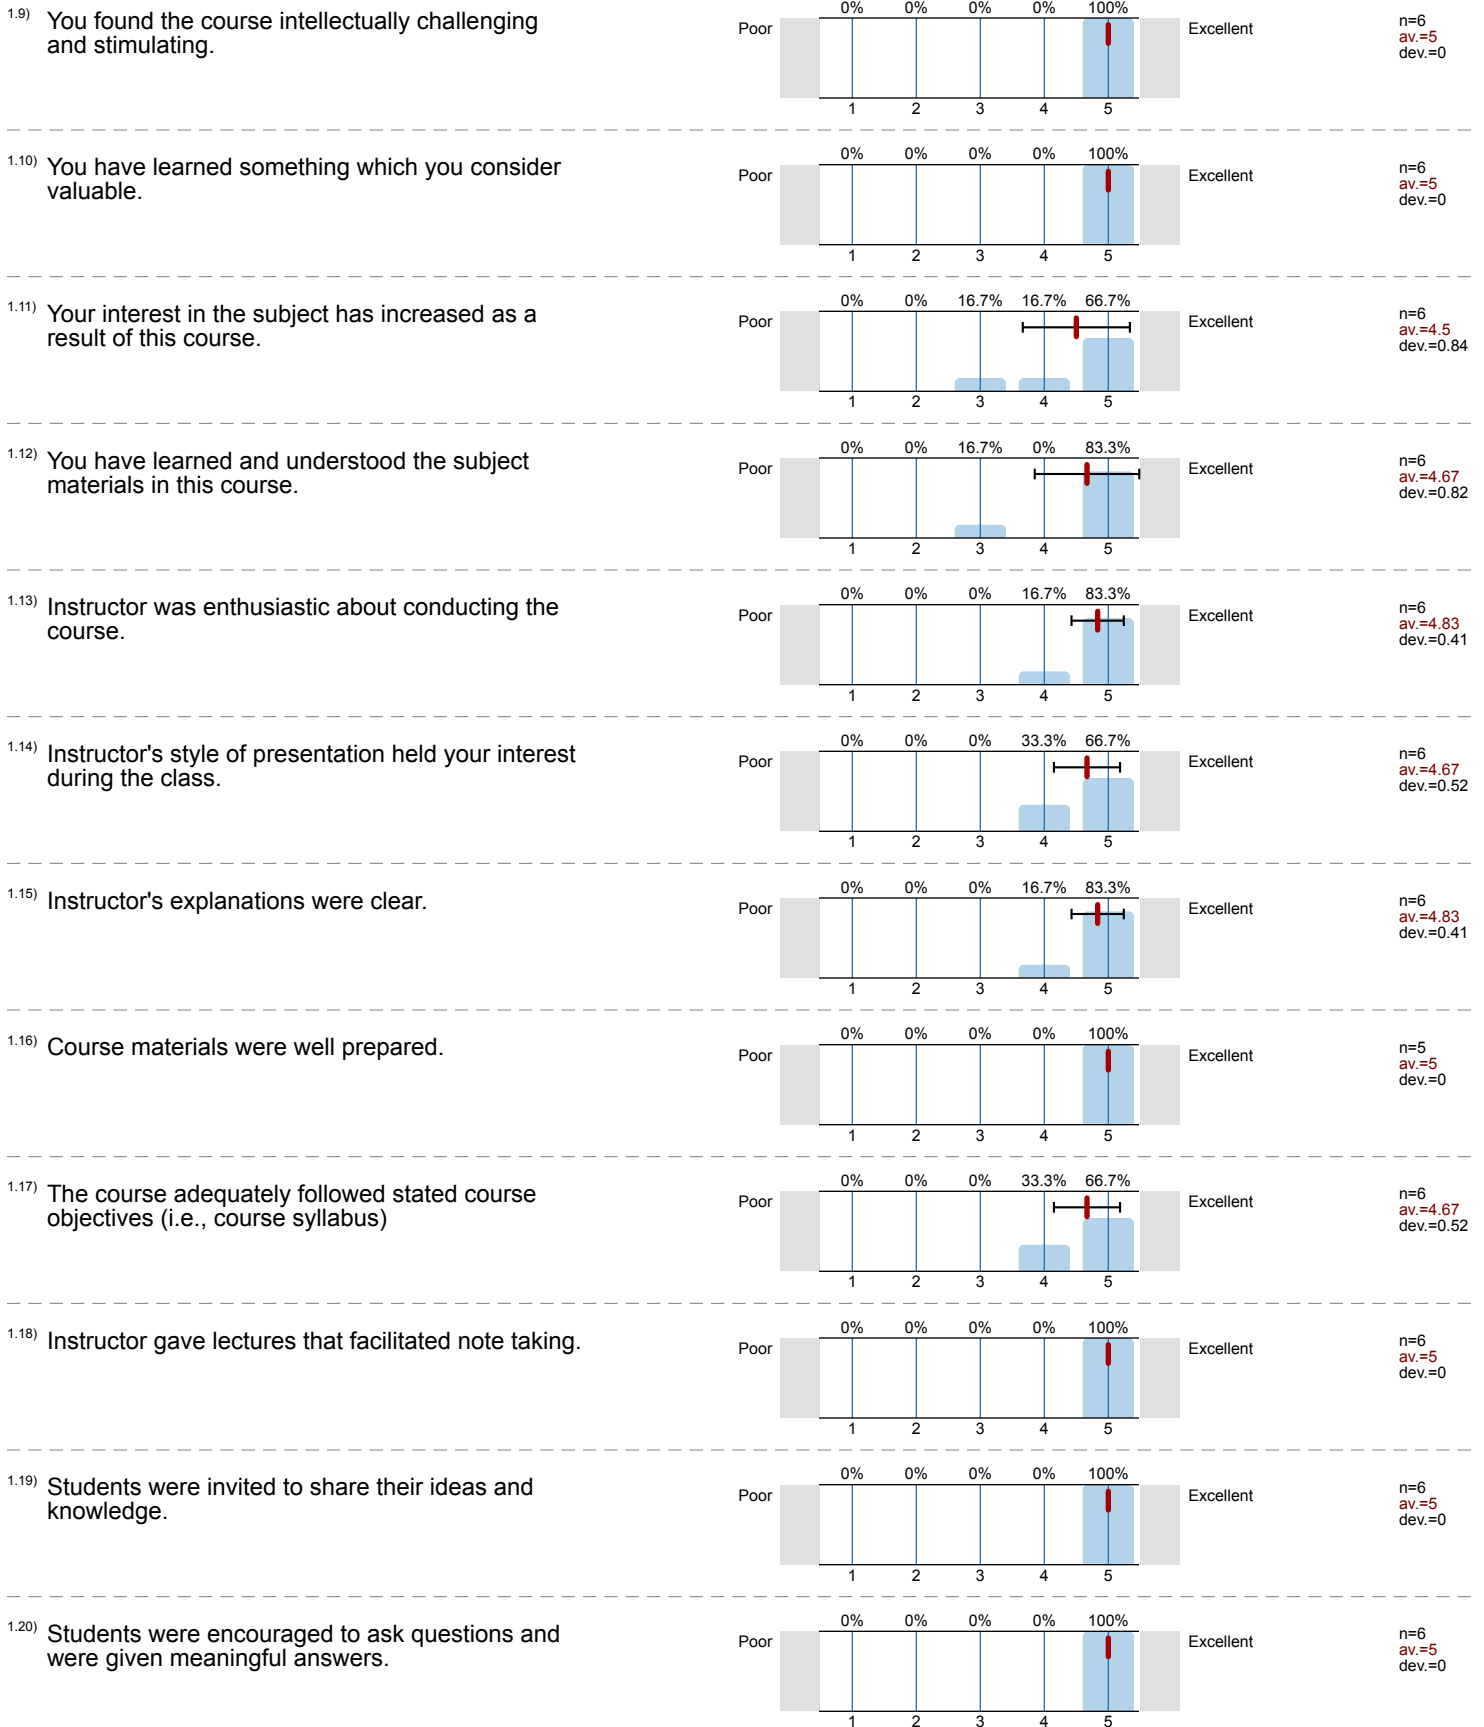 1.9) You found the course intellectually challenging
and stimulating.
0% 0% 0% 0% 100%
Poor Excellent
n=6
av.=5
dev.=0
1 2 3 4 5
1.10) You have learned something which you consider
valuable.
0% 0% 0% 0% 100%
Poor Excellent
n=6
av.=5
dev.=0
1 2 3 4 5
1.11) Your interest in the subject has increased as a
result of this course.
0% 0% 16.7% 16.7% 66.7%
Poor Excellent
n=6
av.=4.5
dev.=0.84
1 2 3 4 5
1.12) You have learned and understood the subject
materials in this course.
0% 0% 16.7% 0% 83.3%
Poor Excellent
n=6
av.=4.67
dev.=0.82
1 2 3 4 5
1.13) Instructor was enthusiastic about conducting the
course.
0% 0% 0% 16.7% 83.3%
Poor Excellent
n=6
av.=4.83
dev.=0.41
1 2 3 4 5
1.14) Instructor's style of presentation held your interest
during the class.
0% 0% 0% 33.3% 66.7%
Poor Excellent
n=6
av.=4.67
dev.=0.52
1 2 3 4 5
1.15) Instructor's explanations were clear.
0% 0% 0% 16.7% 83.3%
Poor Excellent
n=6
av.=4.83
dev.=0.41
1 2 3 4 5
1.16) Course materials were well prepared.
0% 0% 0% 0% 100%
Poor Excellent
n=5
av.=5
dev.=0
1 2 3 4 5
1.17) The course adequately followed stated course
objectives (i.e., course syllabus)
0% 0% 0% 33.3% 66.7%
Poor Excellent
n=6
av.=4.67
dev.=0.52
1 2 3 4 5
1.18) Instructor gave lectures that facilitated note taking.
0% 0% 0% 0% 100%
Poor Excellent
n=6
av.=5
dev.=0
1 2 3 4 5
1.19) Students were invited to share their ideas and
knowledge.
0% 0% 0% 0% 100%
Poor Excellent
n=6
av.=5
dev.=0
1 2 3 4 5
1.20) Students were encouraged to ask questions and
were given meaningful answers.
0% 0% 0% 0% 100%
Poor Excellent
n=6
av.=5
dev.=0
1 2 3 4 5